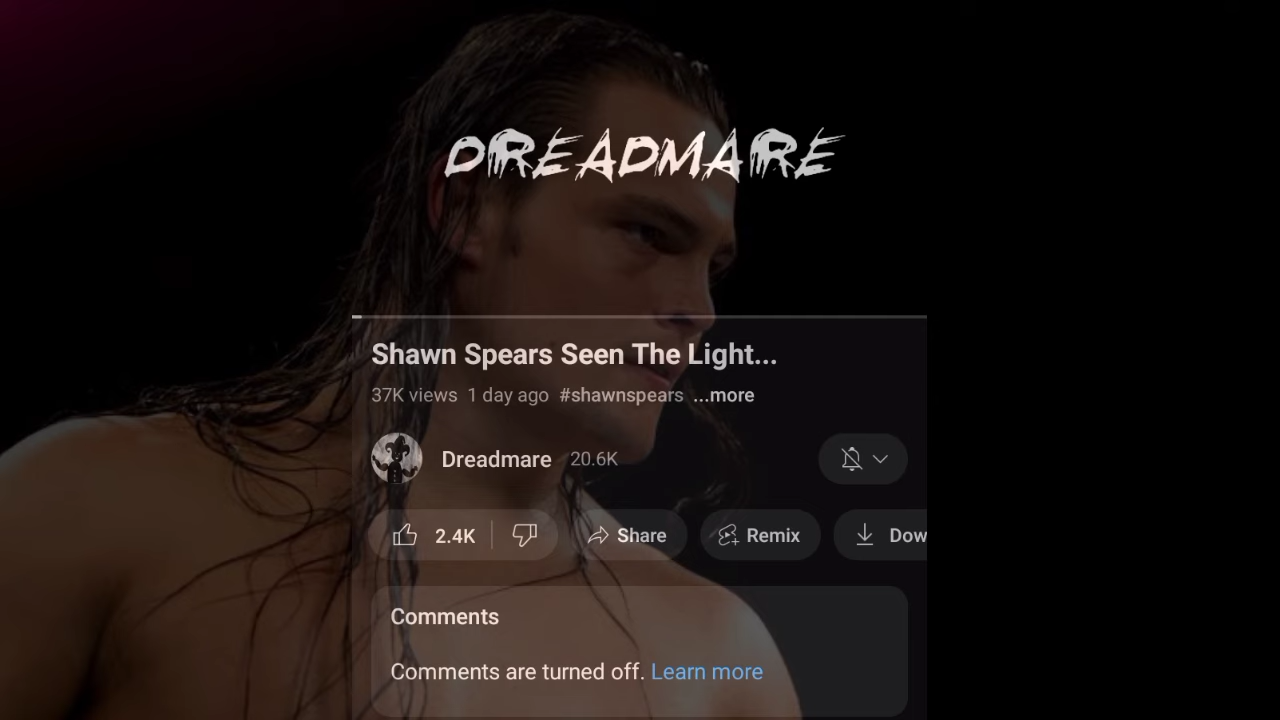 DREADMARE
Shawn Spears Seen The Light...
37K views 1 day ago #shawnspears ...more
Dreadmare 20.6K
2.4K Share Remix Dow
Comments
Comments are turned off. Learn more